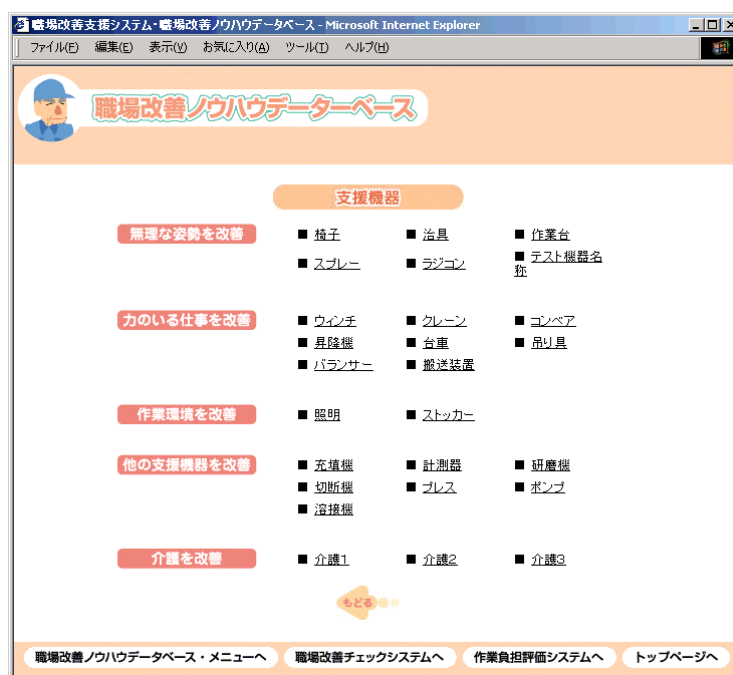 職場改善支援システム・職場改善ノウハウデータベース - Microsoft Internet Explorer
ファイル(F) 編集(E) 表示(V) お気に入り(A) ツール(T) ヘルプ(H)
職場改善ノウハウデーターベース
支援機器
無理な姿勢を改善 ■ 椅子 ■ 治具 ■ 作業台
■ スプレー ■ ラジコン ■ テスト機器名
称
力のいる仕事を改善 ■ ウィンチ ■ クレーン ■ コンベア
■ 昇降機 ■ 台車 ■ 吊り具
■ バランサー ■ 搬送装置
作業環境を改善 ■ 照明 ■ ストッカー
他の支援機器を改善 ■ 充填機 ■ 計測器 ■ 研磨機
■ 切断機 ■ プレス ■ ポンプ
■ 溶接機
介護を改善 ■ 介護1 ■ 介護2 ■ 介護3
もどる
職場改善ノウハウデータベース・メニューへ 職場改善チェックシステムへ 作業負担評価システムへ トップページへ